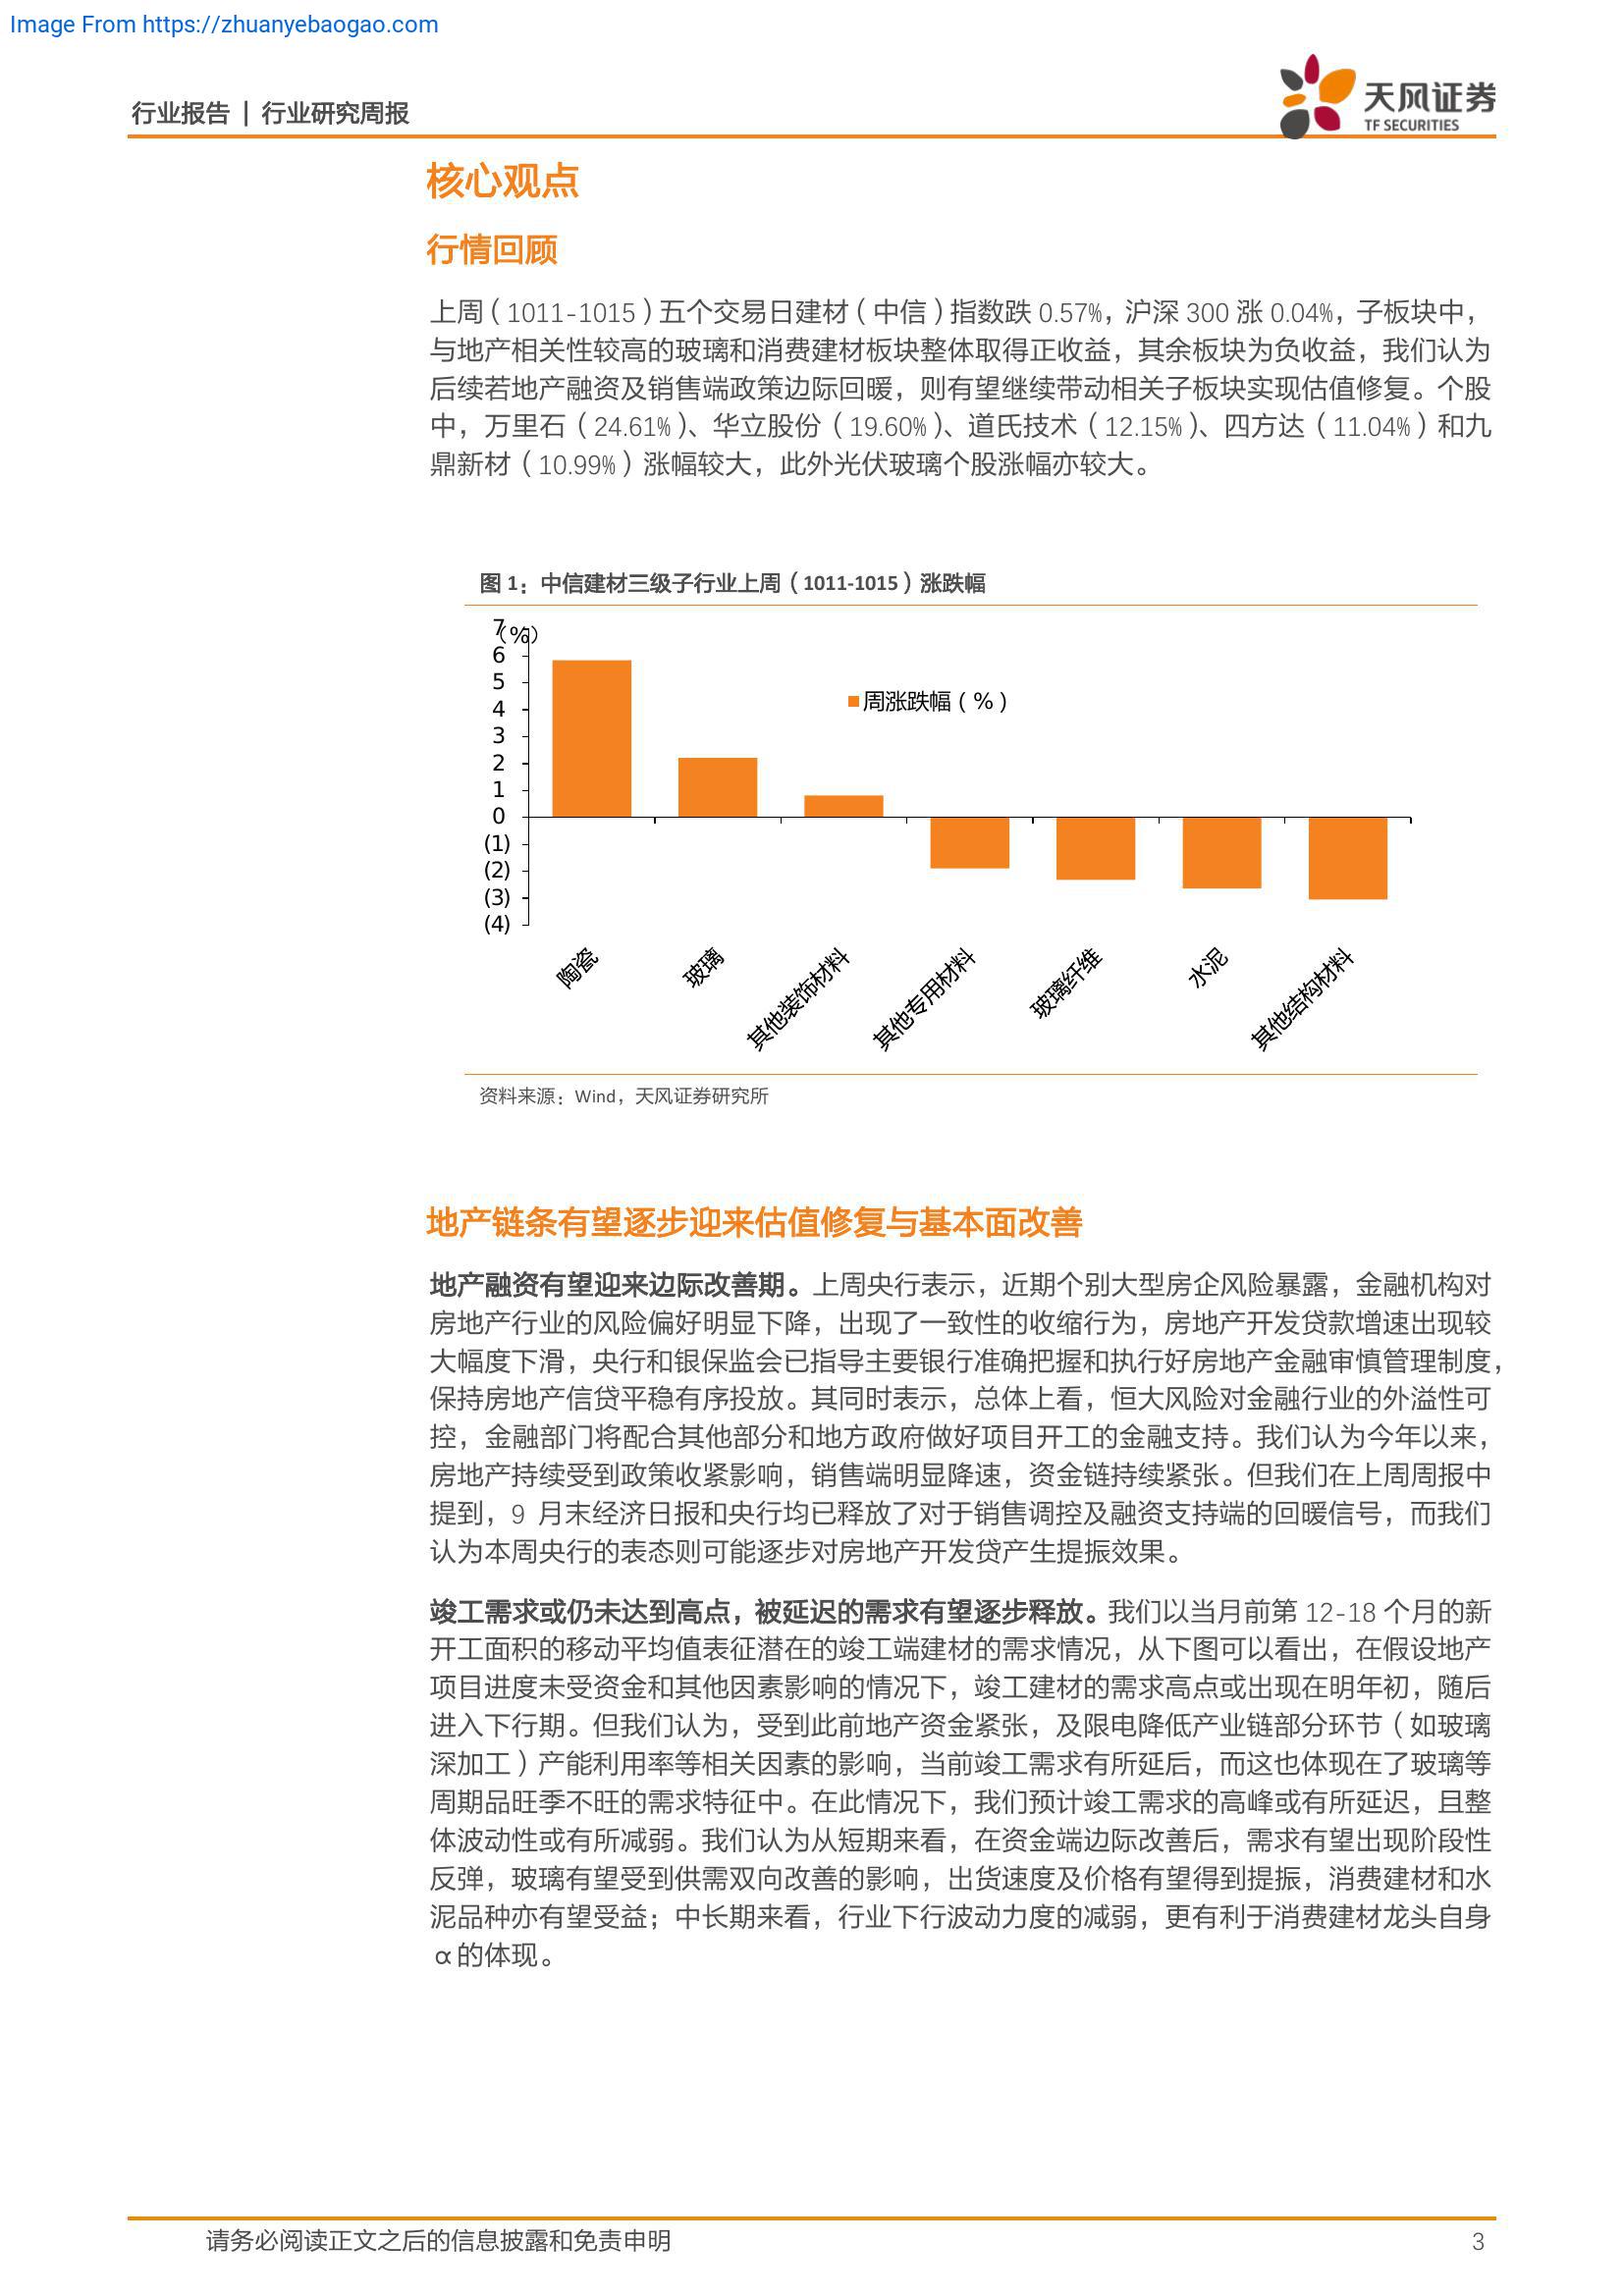 Image From https://zhuanyebaogao.com
行业报告 | 行业研究周报
天风证券
TF SECURITIES
核心观点
行情回顾
上周（1011-1015）五个交易日建材（中信）指数跌 0.57%，沪深 300 涨 0.04%，子板块中，
与地产相关性较高的玻璃和消费建材板块整体取得正收益，其余板块为负收益，我们认为
后续若地产融资及销售端政策边际回暖，则有望继续带动相关子板块实现估值修复。个股
中，万里石（24.61%）、华立股份（19.60%）、道氏技术（12.15%）、四方达（11.04%）和九
鼎新材（10.99%）涨幅较大，此外光伏玻璃个股涨幅亦较大。
图 1：中信建材三级子行业上周（1011-1015）涨跌幅
（%）
7
6
5
4
3
2
1
0
(1)
(2)
(3)
(4)
周涨跌幅（%）
陶瓷
玻璃
其他装饰材料
其他专用材料
玻璃纤维
水泥
其他结构材料
资料来源：Wind，天风证券研究所
地产链条有望逐步迎来估值修复与基本面改善
地产融资有望迎来边际改善期。上周央行表示，近期个别大型房企风险暴露，金融机构对
房地产行业的风险偏好明显下降，出现了一致性的收缩行为，房地产开发贷款增速出现较
大幅度下滑，央行和银保监会已指导主要银行准确把握和执行好房地产金融审慎管理制度，
保持房地产信贷平稳有序投放。其同时表示，总体上看，恒大风险对金融行业的外溢性可
控，金融部门将配合其他部分和地方政府做好项目开工的金融支持。我们认为今年以来，
房地产持续受到政策收紧影响，销售端明显降速，资金链持续紧张。但我们在上周周报中
提到，9 月末经济日报和央行均已释放了对于销售调控及融资支持端的回暖信号，而我们
认为本周央行的表态则可能逐步对房地产开发贷产生提振效果。
竣工需求或仍未达到高点，被延迟的需求有望逐步释放。我们以当月前第 12-18 个月的新
开工面积的移动平均值表征潜在的竣工端建材的需求情况，从下图可以看出，在假设地产
项目进度未受资金和其他因素影响的情况下，竣工建材的需求高点或出现在明年初，随后
进入下行期。但我们认为，受到此前地产资金紧张，及限电降低产业链部分环节（如玻璃
深加工）产能利用率等相关因素的影响，当前竣工需求有所延后，而这也体现在了玻璃等
周期品旺季不旺的需求特征中。在此情况下，我们预计竣工需求的高峰或有所延迟，且整
体波动性或有所减弱。我们认为从短期来看，在资金端边际改善后，需求有望出现阶段性
反弹，玻璃有望受到供需双向改善的影响，出货速度及价格有望得到提振，消费建材和水
泥品种亦有望受益；中长期来看，行业下行波动力度的减弱，更有利于消费建材龙头自身
α的体现。
请务必阅读正文之后的信息披露和免责申明
3